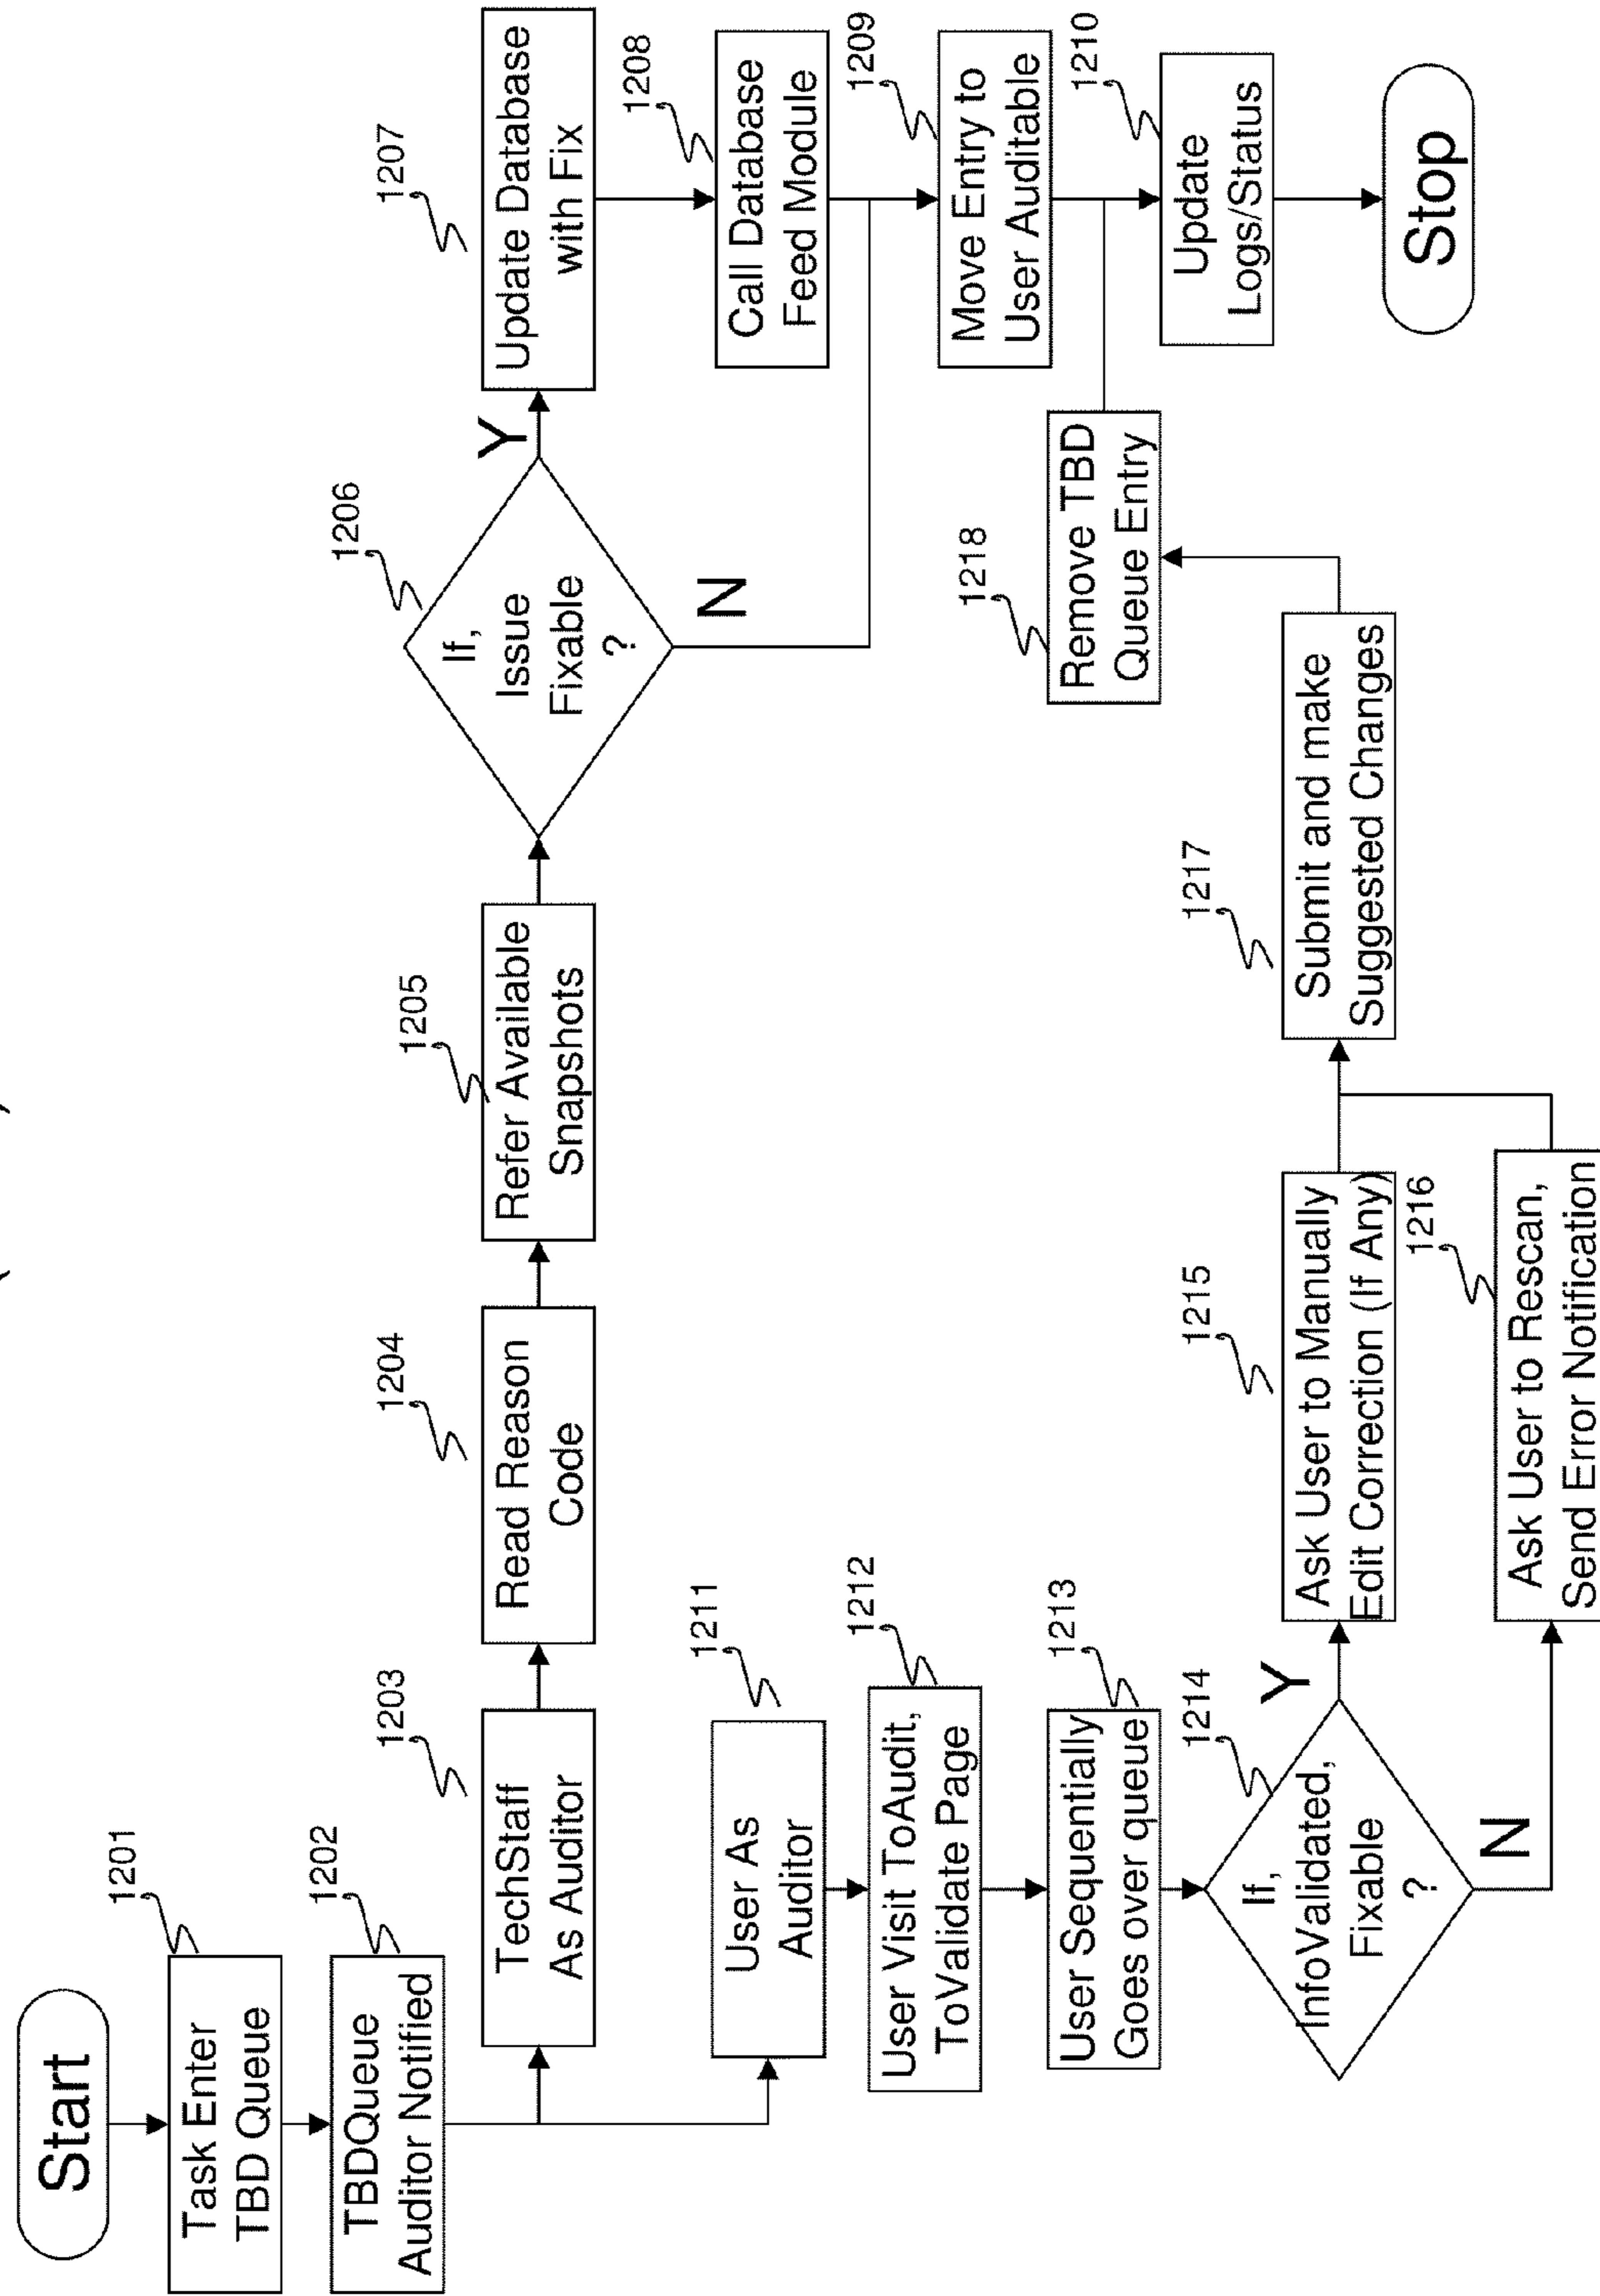 Start
1201
Task Enter
TBD Queue
1202
TBDQueue
Auditor Notified
1203
TechStaff
As Auditor
1204
Read Reason
Code
1205
Refer Available
Snapshots
1206
If,
Issue
Fixable
?
Y
N
1207
Update Database
with Fix
1208
Call Database
Feed Module
1209
Move Entry to
User Auditable
1210
Update
Logs/Status
Stop
1211
User As
Auditor
1212
User Visit ToAudit,
ToValidate Page
1213
User Sequentially
Goes over queue
1214
If,
InfoValidated,
Fixable
?
Y
N
1215
Ask User to Manually
Edit Correction (If Any)
1216
Ask User to Rescan,
Send Error Notification
1217
Submit and make
Suggested Changes
1218
Remove TBD
Queue Entry